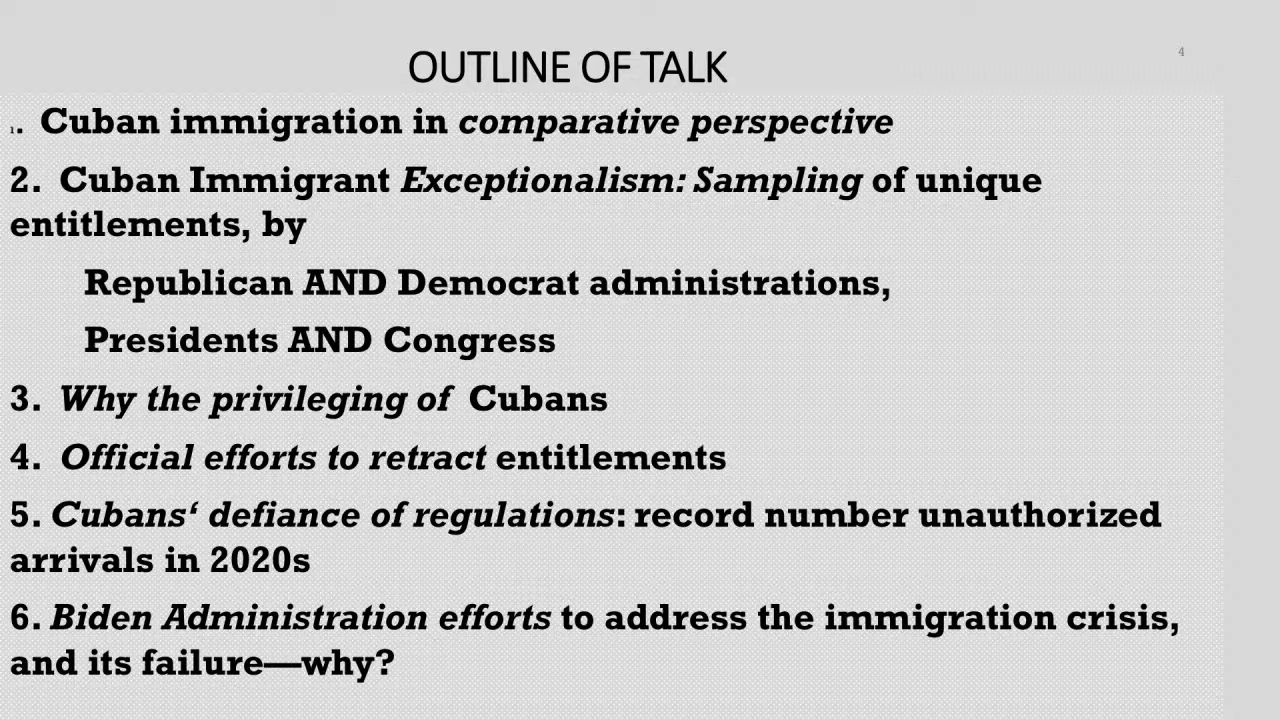 OUTLINE OF TALK
4
1. Cuban immigration in comparative perspective
2. Cuban Immigrant Exceptionalism: Sampling of unique
entitlements, by
Republican AND Democrat administrations,
Presidents AND Congress
3. Why the privileging of Cubans
4. Official efforts to retract entitlements
5. Cubans‘ defiance of regulations: record number unauthorized
arrivals in 2020s
6. Biden Administration efforts to address the immigration crisis,
and its failure—why?